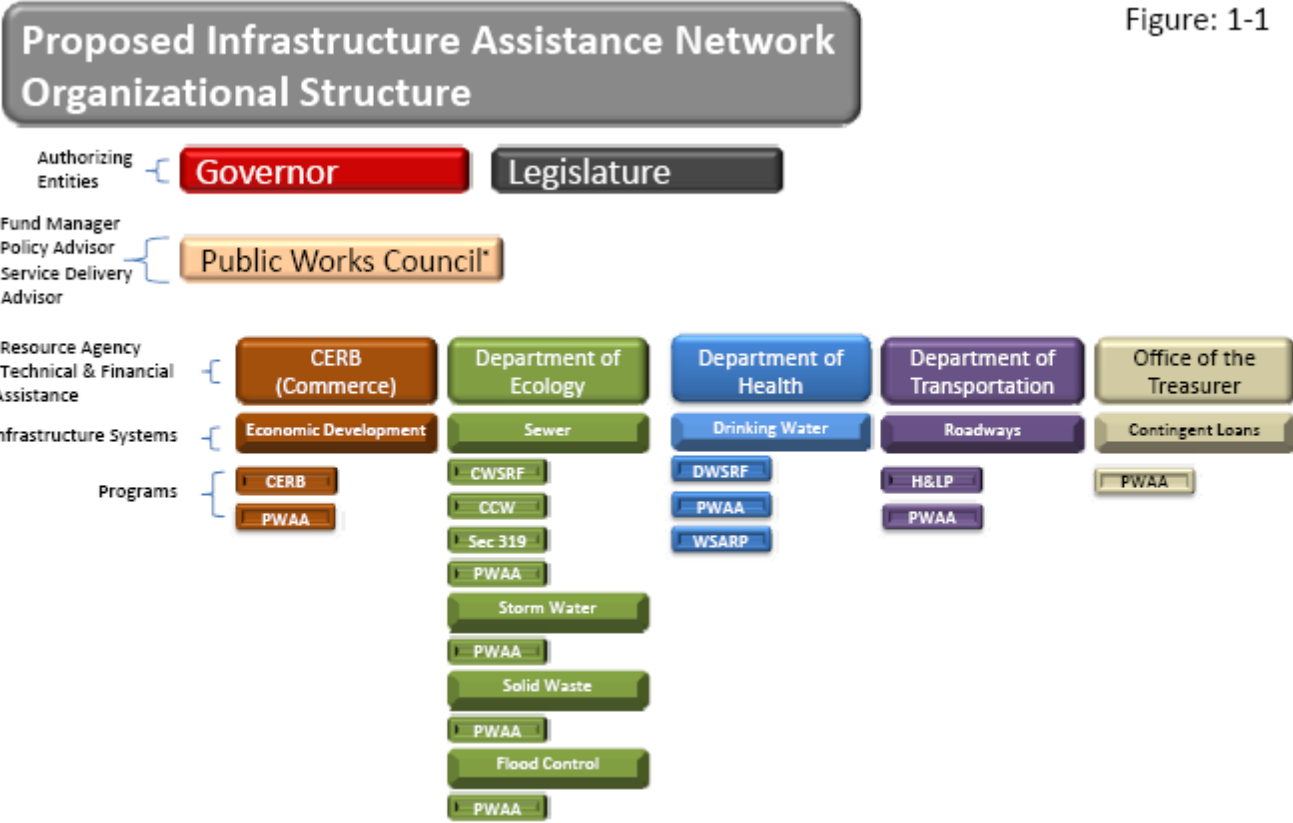 Figure: 1-1
Proposed Infrastructure Assistance Network
Organizational Structure
Authorizing
Entities
Governor
Legislature
Fund Manager
Policy Advisor
Service Delivery
Advisor
Public Works Council*
Resource Agency
Technical & Financial
Assistance
CERB
(Commerce)
Department of
Ecology
Department of
Health
Department of
Transportation
Office of the
Treasurer
nfrastructure Systems
Economic Development
Sewer
Drinking Water
Roadways
Contingent Loans
Programs
CERB
PWAA
CWSRF
CCW
Sec 319
PWAA
Storm Water
PWAA
Solid Waste
PWAA
Flood Control
PWAA
DWSRF
PWAA
WSARP
H&LP
PWAA
PWAA